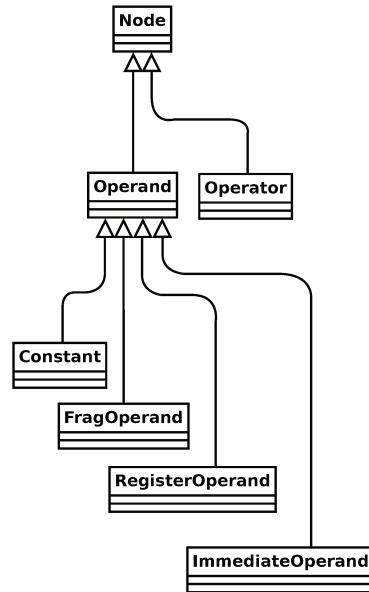 Node
Operand
Operator
Constant
FragOperand
RegisterOperand
ImmediateOperand